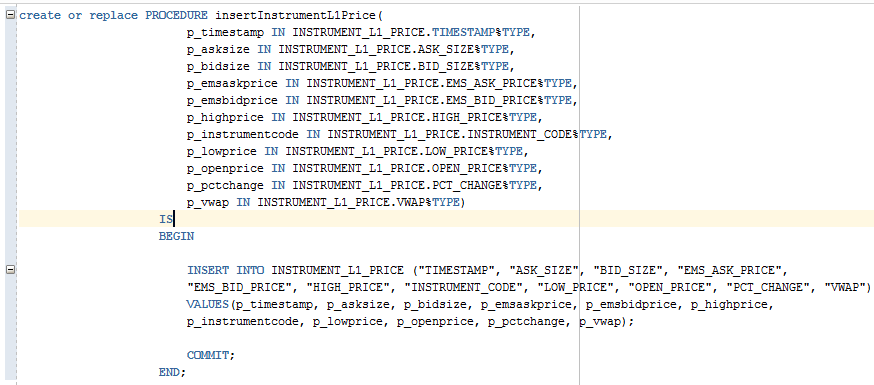 create or replace PROCEDURE insertInstrumentL1Price(
p_timestamp IN INSTRUMENT_L1_PRICE.TIMESTAMP%TYPE,
p_asksize IN INSTRUMENT_L1_PRICE.ASK_SIZE%TYPE,
p_bidsize IN INSTRUMENT_L1_PRICE.BID_SIZE%TYPE,
p_emsaskprice IN INSTRUMENT_L1_PRICE.EMS_ASK_PRICE%TYPE,
p_emsbidprice IN INSTRUMENT_L1_PRICE.EMS_BID_PRICE%TYPE,
p_highprice IN INSTRUMENT_L1_PRICE.HIGH_PRICE%TYPE,
p_instrumentcode IN INSTRUMENT_L1_PRICE.INSTRUMENT_CODE%TYPE,
p_lowprice IN INSTRUMENT_L1_PRICE.LOW_PRICE%TYPE,
p_openprice IN INSTRUMENT_L1_PRICE.OPEN_PRICE%TYPE,
p_pctchange IN INSTRUMENT_L1_PRICE.PCT_CHANGE%TYPE,
p_vwap IN INSTRUMENT_L1_PRICE.VWAP%TYPE)
IS
BEGIN
INSERT INTO INSTRUMENT_L1_PRICE ("TIMESTAMP", "ASK_SIZE", "BID_SIZE", "EMS_ASK_PRICE",
"EMS_BID_PRICE", "HIGH_PRICE", "INSTRUMENT_CODE", "LOW_PRICE", "OPEN_PRICE", "PCT_CHANGE", "VWAP")
VALUES(p_timestamp, p_asksize, p_bidsize, p_emsaskprice, p_emsbidprice, p_highprice,
p_instrumentcode, p_lowprice, p_openprice, p_pctchange, p_vwap);
COMMIT;
END;